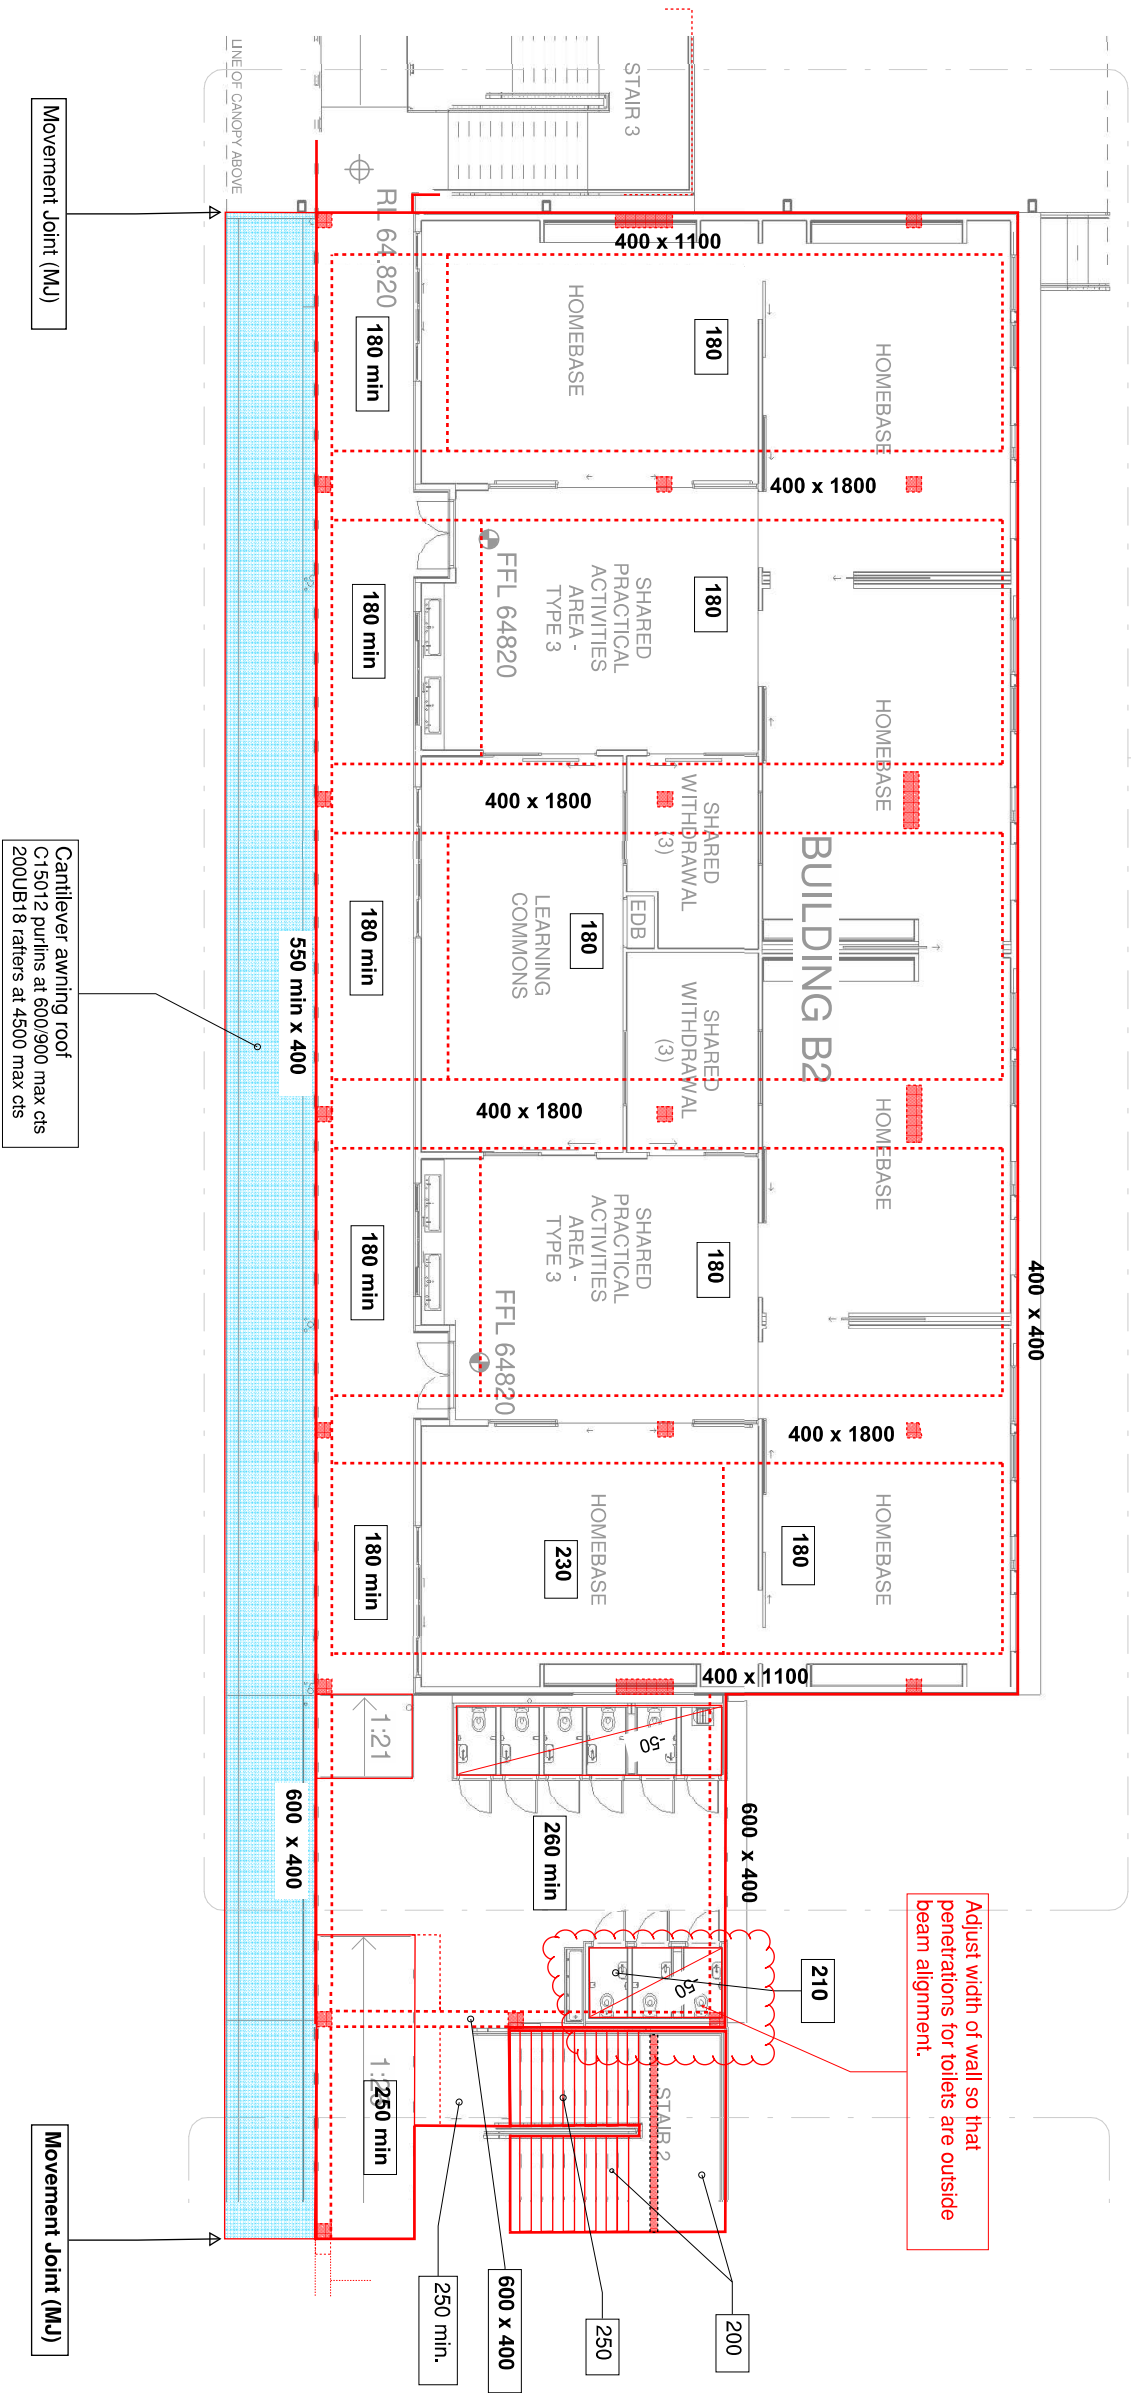 LINE OF CANOPY ABOVE
STAIR 3
Movement Joint (MJ)
RL 64.820
400 x 1100
HOMEBASE
HOMEBASE
180 min
180
400 x 1800
FFL 64820
SHARED
PRACTICAL
ACTIVITIES
AREA -
TYPE 3
180
180 min
HOMEBASE
400 x 1800
SHARED
WITHDRAWAL
(3)
EDB
BUILDING B2
LEARNING
COMMONS
180
180 min
550 min x 400
Cantilever awning roof
C15012 purlins at 600/900 max cts
200UB18 rafters at 4500 max cts
SHARED
WITHDRAWAL
(3)
400 x 1800
HOMEBASE
SHARED
PRACTICAL
ACTIVITIES
AREA -
TYPE 3
180
180 min
FFL 64820
400 x 400
400 x 1800
HOMEBASE
HOMEBASE
230
180
180 min
400 x 1100
1:21
-50
600 x 400
260 min
600 x 400
Adjust width of wall so that
penetrations for toilets are outside
beam alignment.
210
-50
250 min
STAIR 2
Movement Joint (MJ)
250 min.
600 x 400
250
200